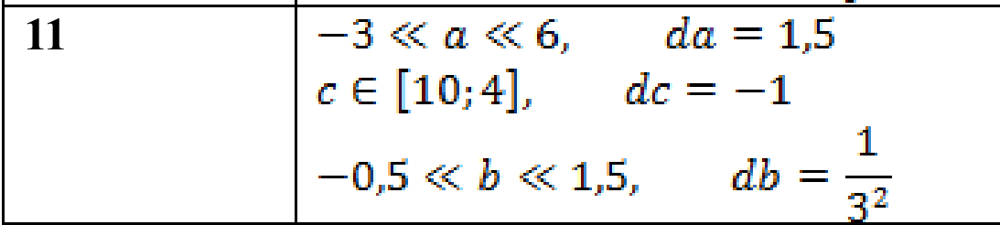 11
−3 ≪ a ≪ 6, da = 1,5
c ∈ [10; 4], dc = −1
−0,5 ≪ b ≪ 1,5, db = 1/3²